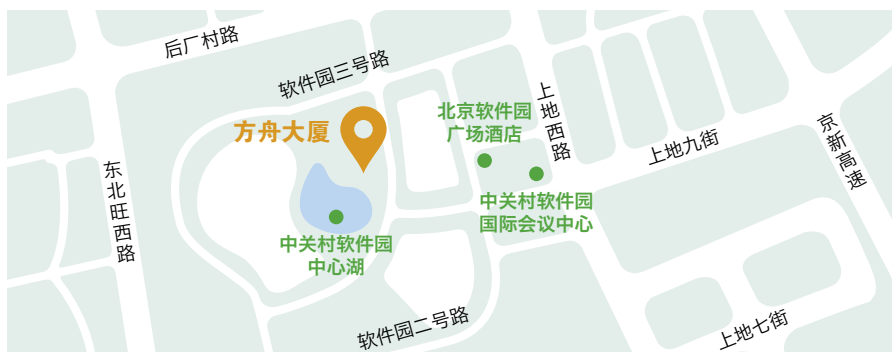 后厂村路
软件园三号路
方舟大厦
北京软件园
广场酒店
上地西路
上地九街
京新高速
东北旺西路
中关村软件园
国际会议中心
中关村软件园
中心湖
软件园二号路
上地七街